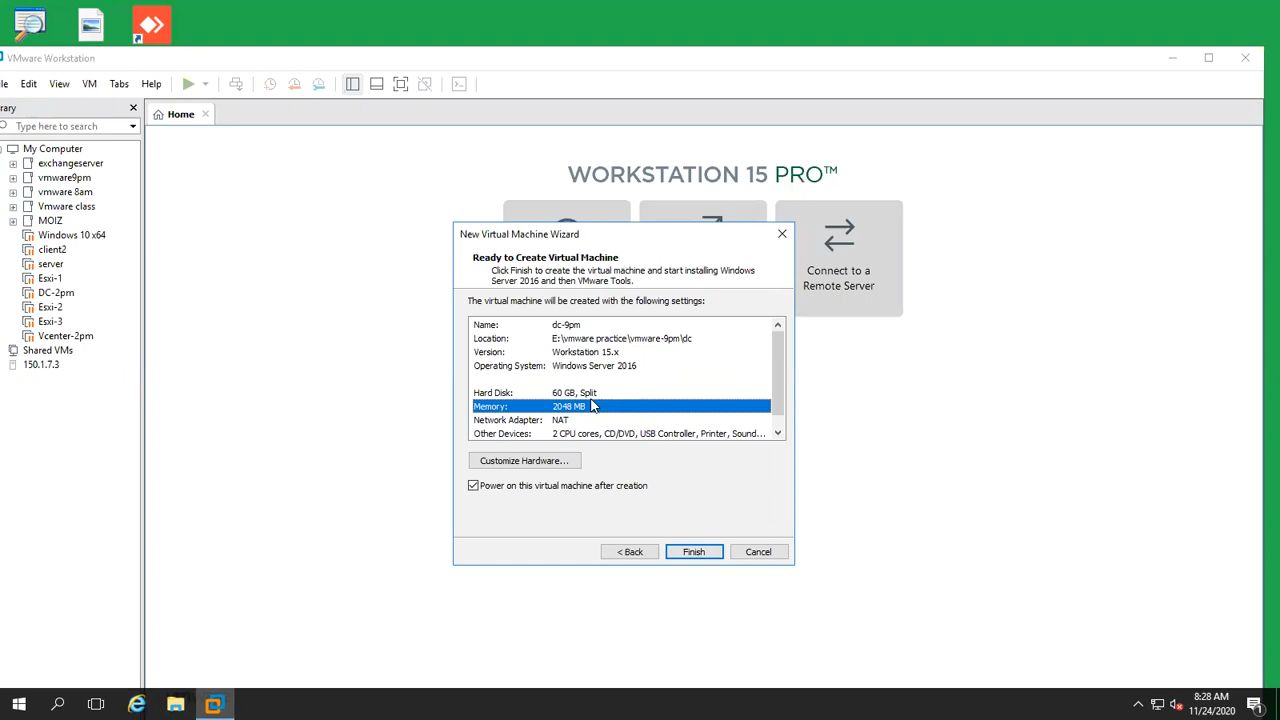 VMware Workstation
le Edit View VM Tabs Help
rary
Type here to search
My Computer
exchangeserver
vmware9pm
vmware 8am
Vmware class
MOIZ
Windows 10 x64
client2
server
Esxi-1
DC-2pm
Esxi-2
Esxi-3
Vcenter-2pm
Shared VMs
150.1.7.3
Home
WORKSTATION 15 PRO™
Connect to a
Remote Server
New Virtual Machine Wizard
Ready to Create Virtual Machine
Click Finish to create the virtual machine and start installing Windows
Server 2016 and then VMware Tools.
The virtual machine will be created with the following settings:
Name: dc-9pm
Location: E:\vmware practice\vmware-9pm\dc
Version: Workstation 15.x
Operating System: Windows Server 2016
Hard Disk: 60 GB, Split
Memory: 2048 MB
Network Adapter: NAT
Other Devices: 2 CPU cores, CD/DVD, USB Controller, Printer, Sound...
Customize Hardware...
Power on this virtual machine after creation
< Back Finish Cancel
8:28 AM
11/24/2020
1